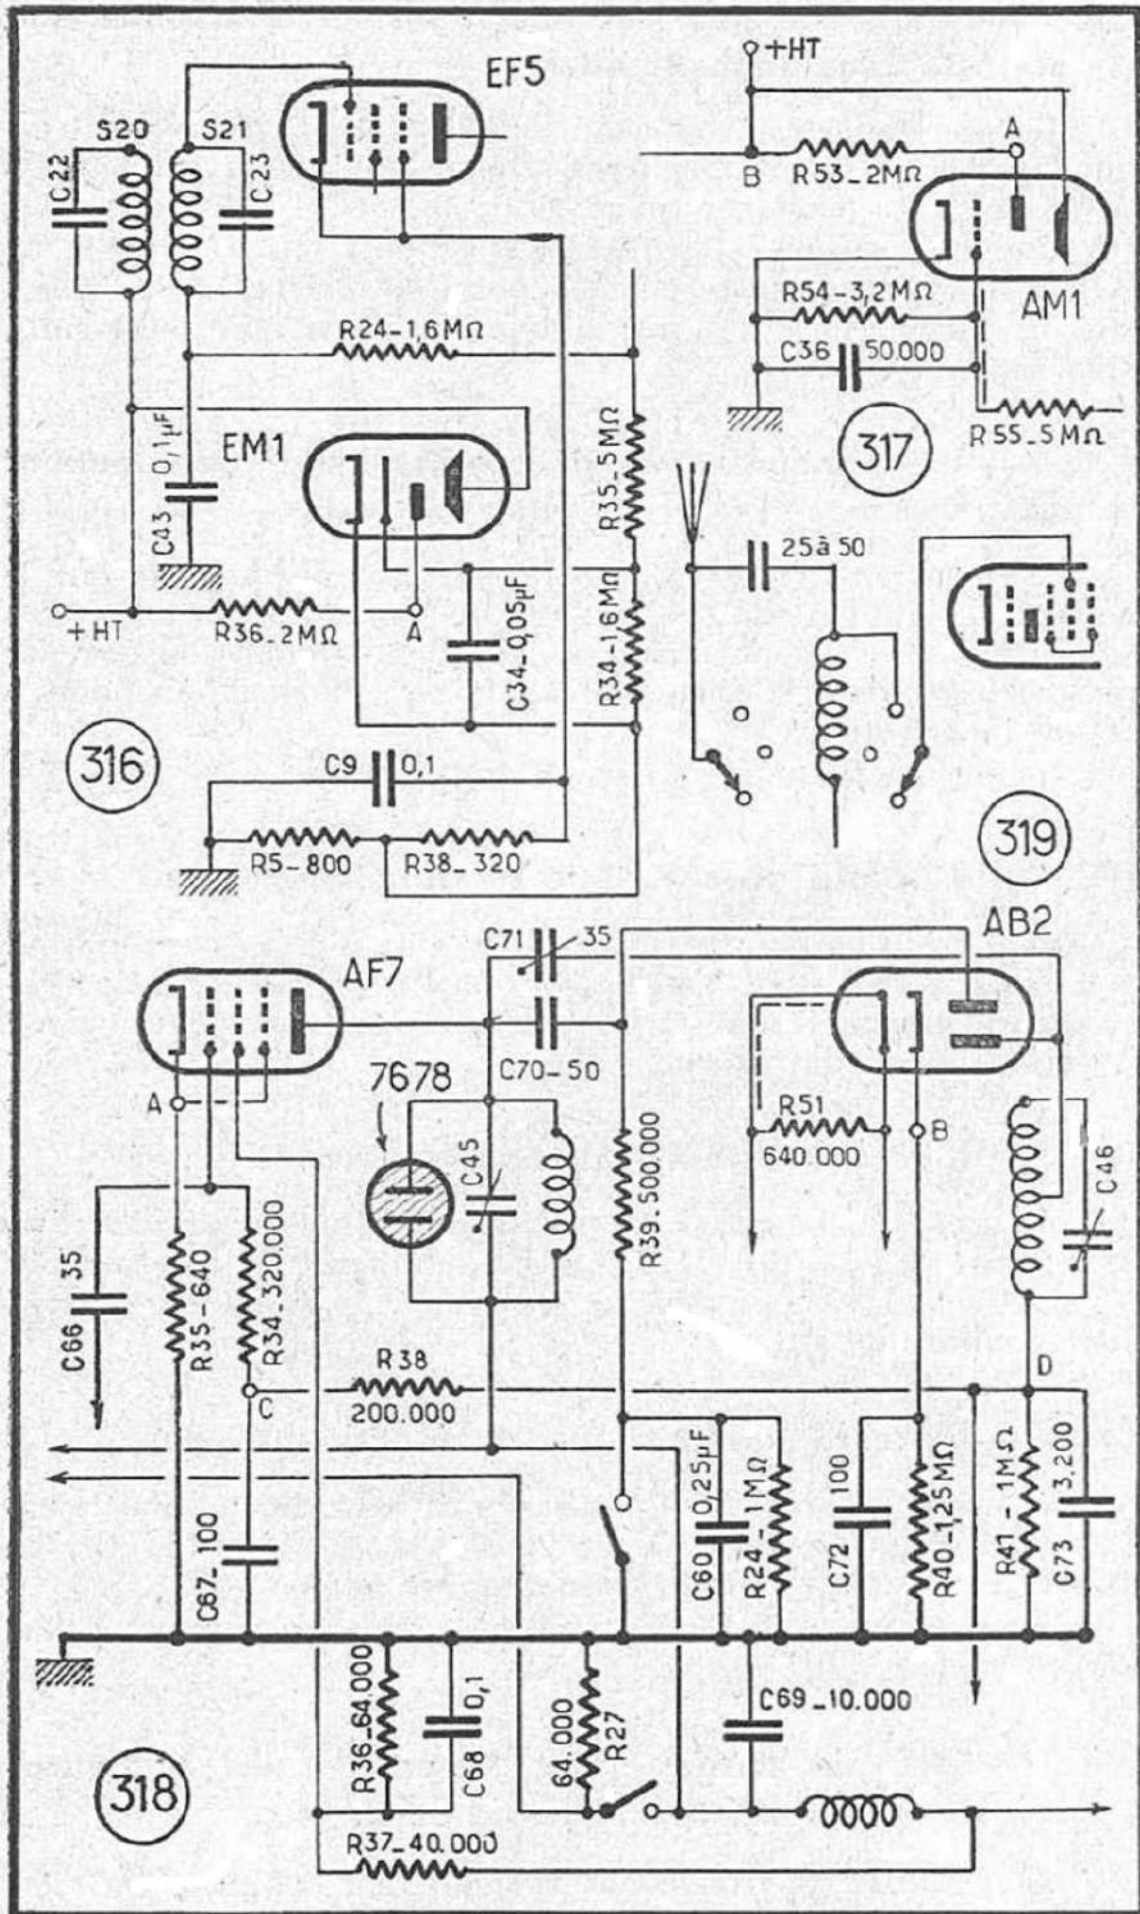 EF5
S20
S21
C22
C23
R24-1,6MΩ
EM1
C43 0,1µF
+HT
R36_2MΩ
A
C34_0,05µF
R35_5MΩ
R34-1,6MΩ
316
C9
0,1
R5-800
R38_320
+HT
A
B
R53_2MΩ
AM1
R54-3,2MΩ
C36
50.000
R55_5MΩ
317
25à50
319
AF7
A
C71
35
C70-50
7678
C45
R39_500.000
AB2
R51
640.000
B
C46
C66
35
R35-640
R34_320.000
C
R38
200.000
D
C67_100
C60
0,25µF
R24_1MΩ
C72
100
R40-1,25MΩ
R41-1MΩ
C73
3.200
R36_64.000
C68
0,1
64.000
R27
C69_10.000
R37_40.000
318